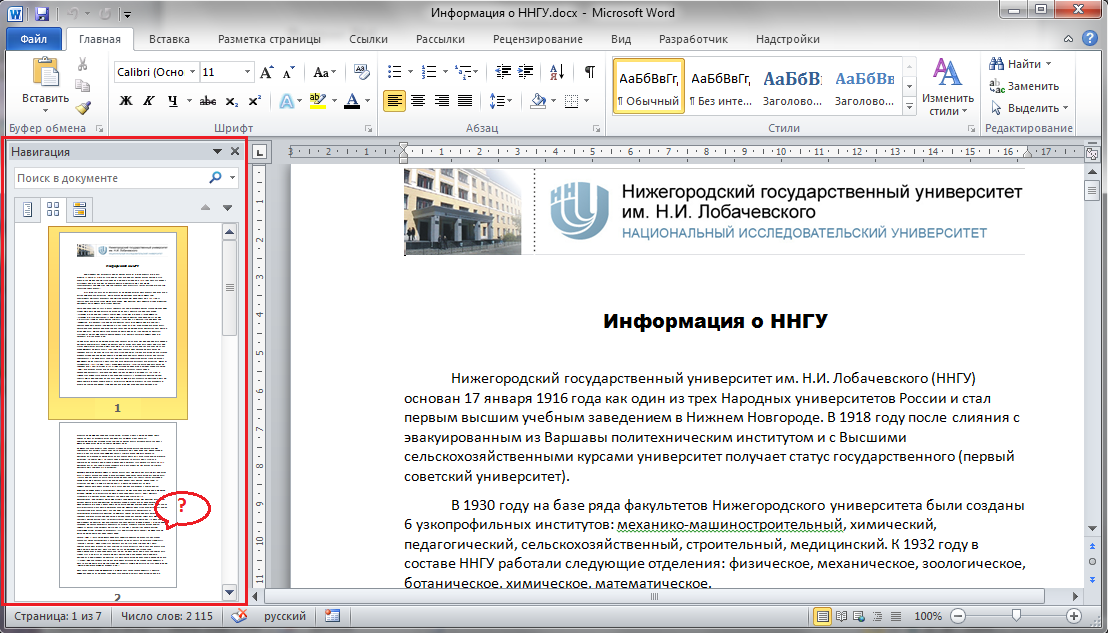 Информация о ННГУ.docx - Microsoft Word
Файл Главная Вставка Разметка страницы Ссылки Рассылки Рецензирование Вид Разработчик Надстройки
Вставить
Calibri (Осно 11
Ж К Ч abc x₂ x²
АаБбВвГг, АаБбВвГг, АаБбВ АаБбВв
¶ Обычный ¶ Без инте... Заголово... Заголово...
Изменить стили
Найти
Заменить
Выделить
Буфер обмена Шрифт Абзац Стили Редактирование
Навигация
Поиск в документе
1
2
Нижегородский государственный университет
им. Н.И. Лобачевского
НАЦИОНАЛЬНЫЙ ИССЛЕДОВАТЕЛЬСКИЙ УНИВЕРСИТЕТ
Информация о ННГУ
Нижегородский государственный университет им. Н.И. Лобачевского (ННГУ)
основан 17 января 1916 года как один из трех Народных университетов России и стал
первым высшим учебным заведением в Нижнем Новгороде. В 1918 году после слияния с
эвакуированным из Варшавы политехническим институтом и с Высшими
сельскохозяйственными курсами университет получает статус государственного (первый
советский университет).
В 1930 году на базе ряда факультетов Нижегородского университета были созданы
6 узкопрофильных институтов: механико-машиностроительный, химический,
педагогический, сельскохозяйственный, строительный, медицинский. К 1932 году в
составе ННГУ работали следующие отделения: физическое, механическое, зоологическое,
ботаническое, химическое, математическое.
?
Страница: 1 из 7 Число слов: 2 115 русский 100%